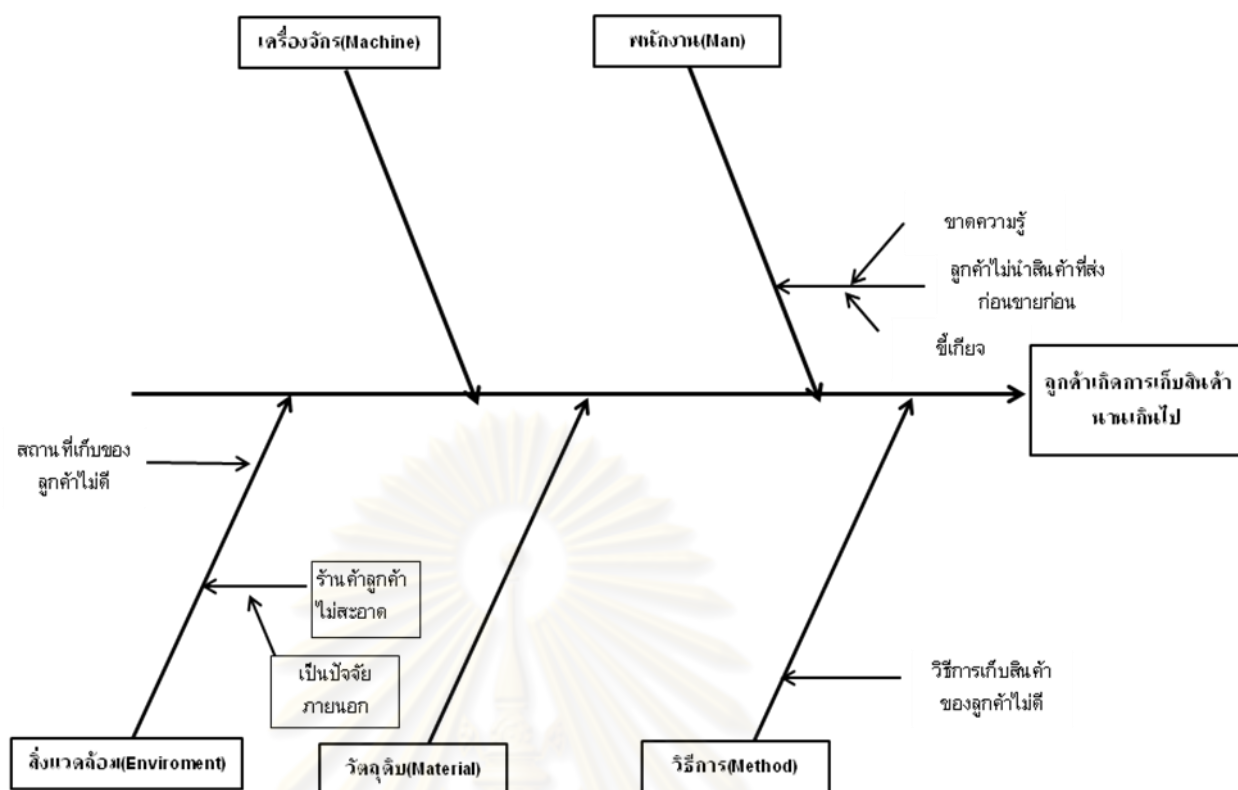 เครื่องจักร(Machine)
พนักงาน(Man)
ขาดความรู้
ลูกค้าไม่นำสินค้าที่ส่ง
ก่อนขายก่อน
ขี้เกียจ
ลูกค้าเกิดการเก็บสินค้า
นานเกินไป
สถานที่เก็บของ
ลูกค้าไม่ดี
ร้านค้าลูกค้า
ไม่สะอาด
เป็นปัจจัย
ภายนอก
วิธีการเก็บสินค้า
ของลูกค้าไม่ดี
สิ่งแวดล้อม(Enviroment)
วัตถุดิบ(Material)
วิธีการ(Method)